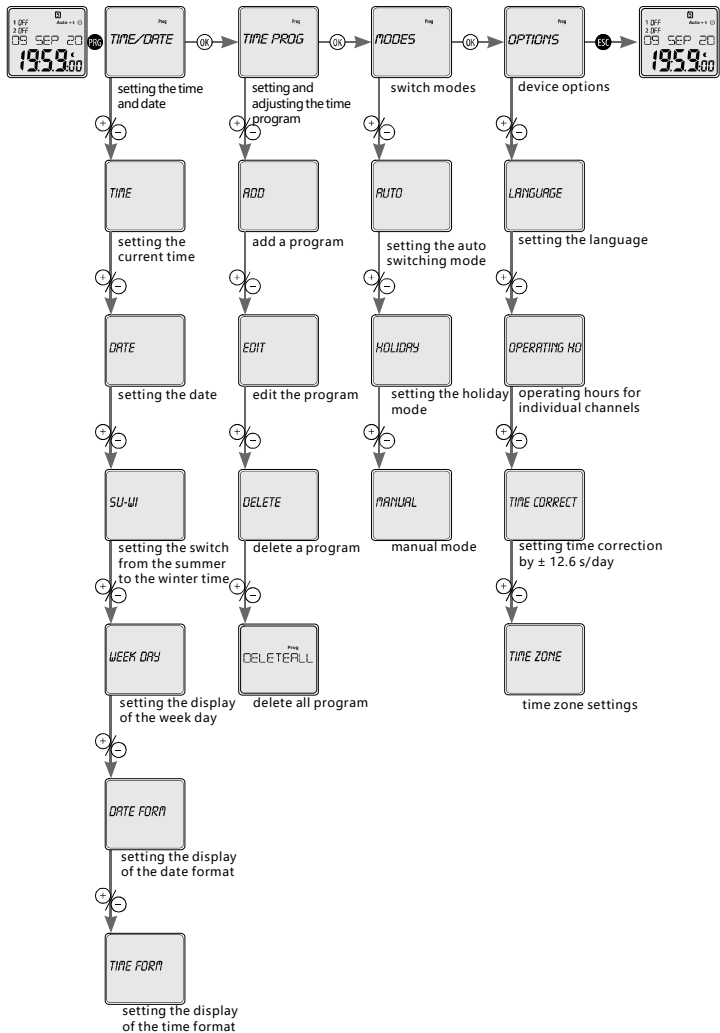 1 OFF
Auto
2 OFF
09 SEP 20
19:59:00
PRG
Prog
TIME/DATE
OK
Prog
TIME PROG
OK
Prog
MODES
OK
Prog
OPTIONS
ESC
1 OFF
Auto
2 OFF
09 SEP 20
19:59:00
setting the time
and date
setting and
adjusting the time
program
switch modes
device options
+ −
+ −
+ −
+ −
TIME
ADD
AUTO
LANGUAGE
setting the
current time
add a program
setting the auto
switching mode
setting the language
+ −
+ −
+ −
+ −
DATE
EDIT
HOLIDAY
OPERATING HO
setting the date
edit the program
setting the holiday
mode
operating hours for
individual channels
+ −
+ −
+ −
+ −
SU-WI
DELETE
MANUAL
TIME CORRECT
setting the switch
from the summer
to the winter time
delete a program
manual mode
setting time correction
by ± 12.6 s/day
+ −
+ −
+ −
WEEK DAY
Prog
DELETEALL
TIME ZONE
setting the display
of the week day
delete all program
time zone settings
+ −
DATE FORM
setting the display
of the date format
+ −
TIME FORM
setting the display
of the time format